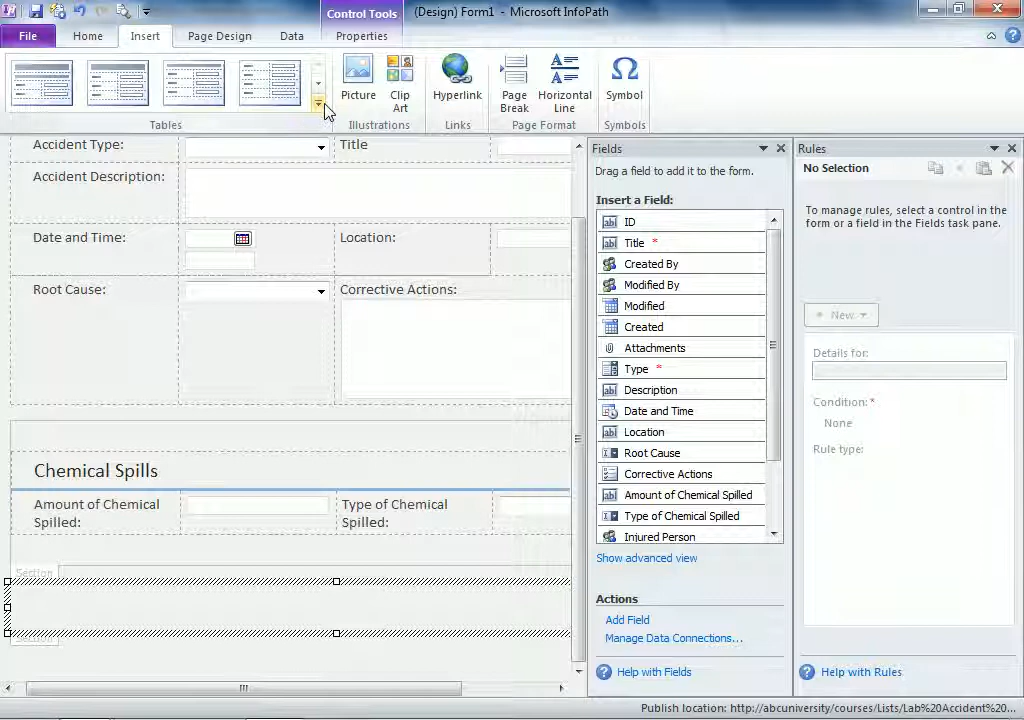 Control Tools
(Design) Form1 - Microsoft InfoPath
File
Home
Insert
Page Design
Data
Properties
Picture
Clip
Art
Hyperlink
Page
Break
Horizontal
Line
Symbol
Tables
Illustrations
Links
Page Format
Symbols
Accident Type:
Title
Accident Description:
Date and Time:
Location:
Root Cause:
Corrective Actions:
Chemical Spills
Amount of Chemical
Spilled:
Type of Chemical
Spilled:
Section
Fields
Drag a field to add it to the form.
Insert a Field:
ID
Title *
Created By
Modified By
Modified
Created
Attachments
Type *
Description
Date and Time
Location
Root Cause
Corrective Actions
Amount of Chemical Spilled
Type of Chemical Spilled
Injured Person
Show advanced view
Actions
Add Field
Manage Data Connections...
Help with Fields
Rules
No Selection
To manage rules, select a control in the
form or a field in the Fields task pane.
New
Details for:
Condition: *
None
Rule type:
Help with Rules
Publish location: http://abcuniversity/courses/Lists/Lab%20Accident%20...